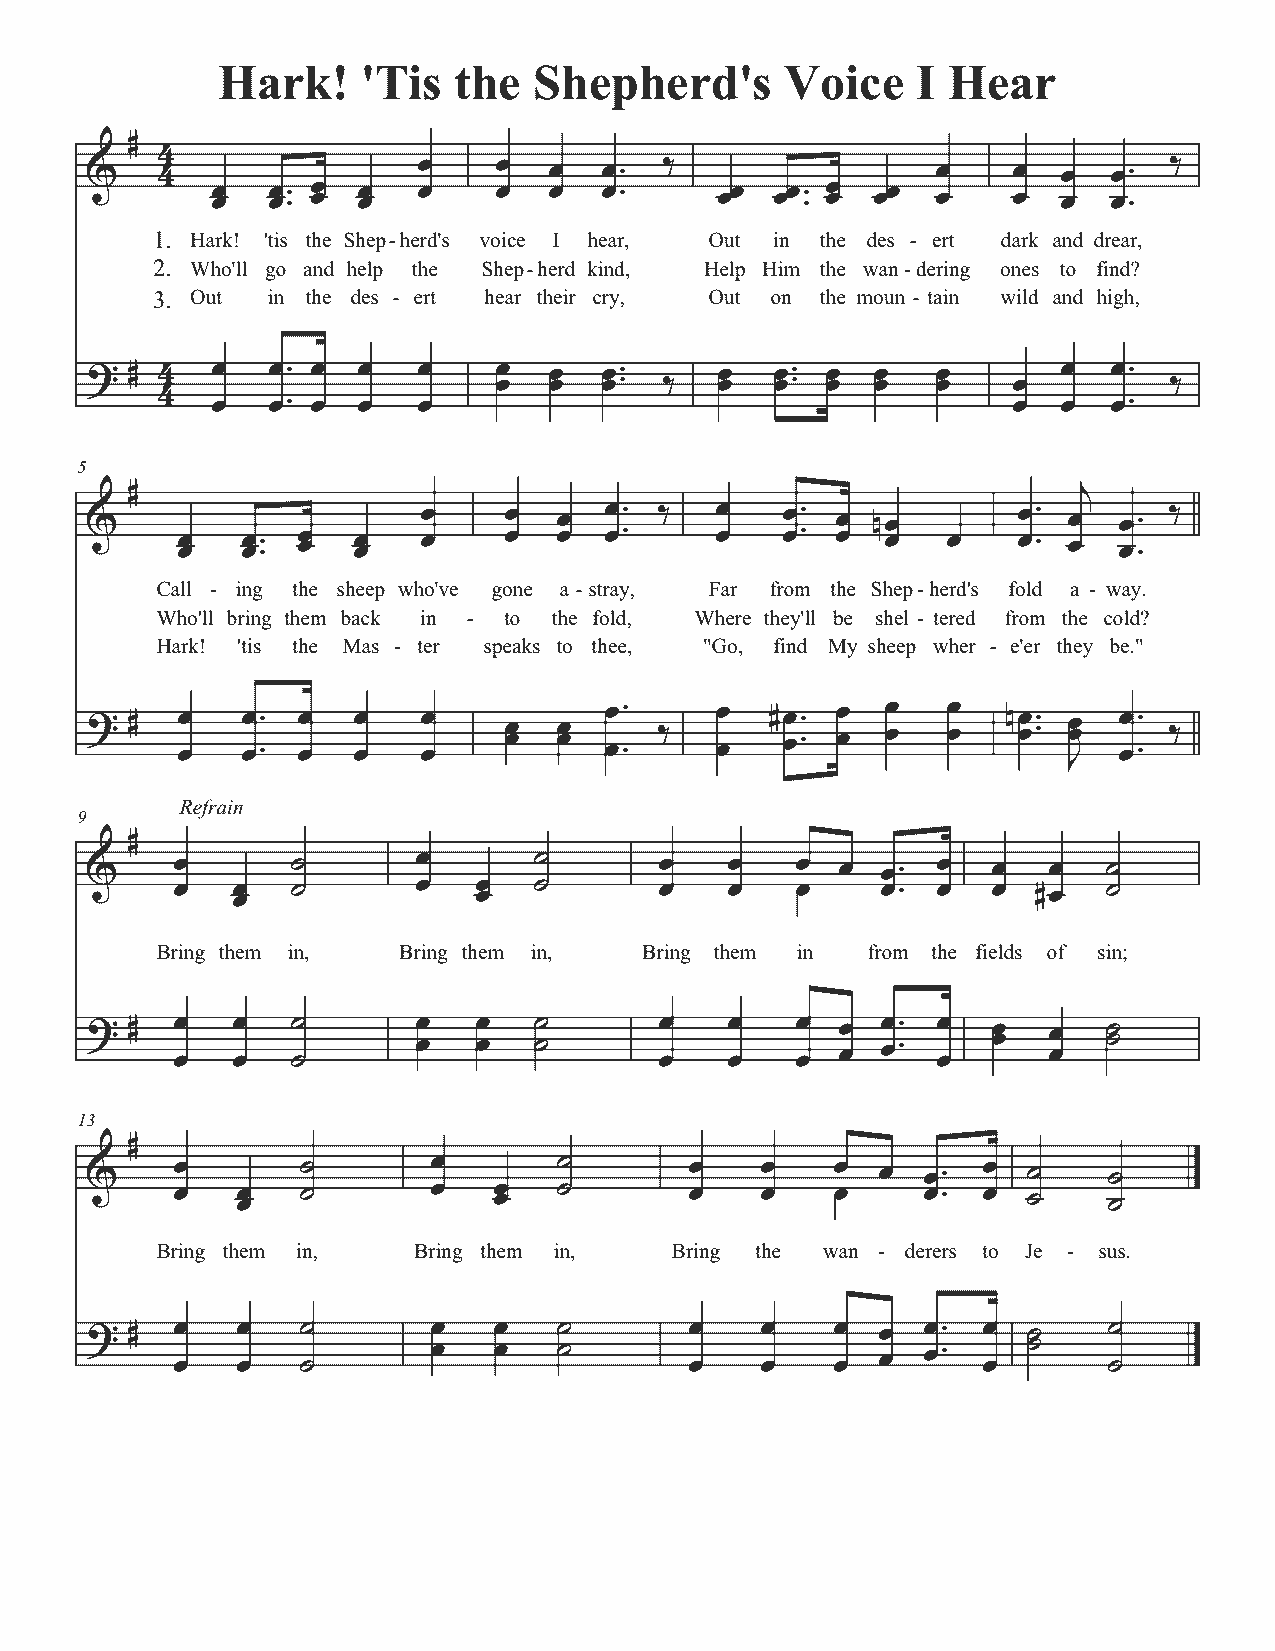 Hark! 'Tis the Shepherd's Voice I Hear
1. Hark! 'tis the Shep - herd's voice I hear, Out in the des - ert dark and drear,
2. Who'll go and help the Shep - herd kind, Help Him the wan - dering ones to find?
3. Out in the des - ert hear their cry, Out on the moun - tain wild and high,
5
Call - ing the sheep who've gone a - stray, Far from the Shep - herd's fold a - way.
Who'll bring them back in - to the fold, Where they'll be shel - tered from the cold?
Hark! 'tis the Mas - ter speaks to thee, "Go, find My sheep wher - e'er they be."
Refrain
9
Bring them in, Bring them in, Bring them in from the fields of sin;
13
Bring them in, Bring them in, Bring the wan - derers to Je - sus.